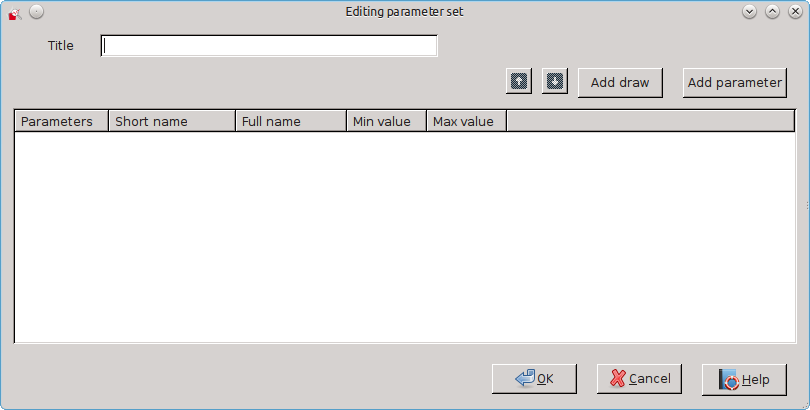 Editing parameter set
Title
Add draw Add parameter
Parameters Short name Full name Min value Max value
OK Cancel Help